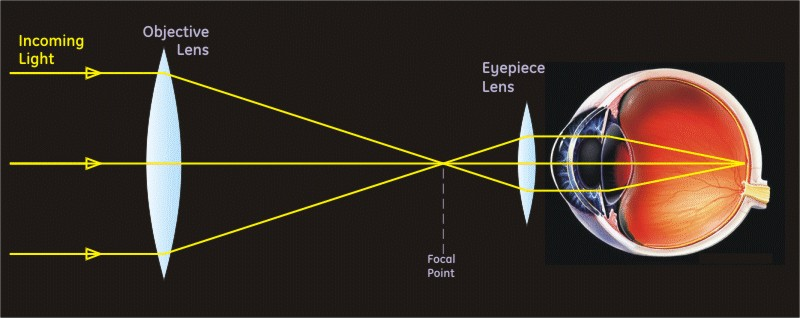 Incoming
Light
Objective
Lens
Eyepiece
Lens
Focal
Point